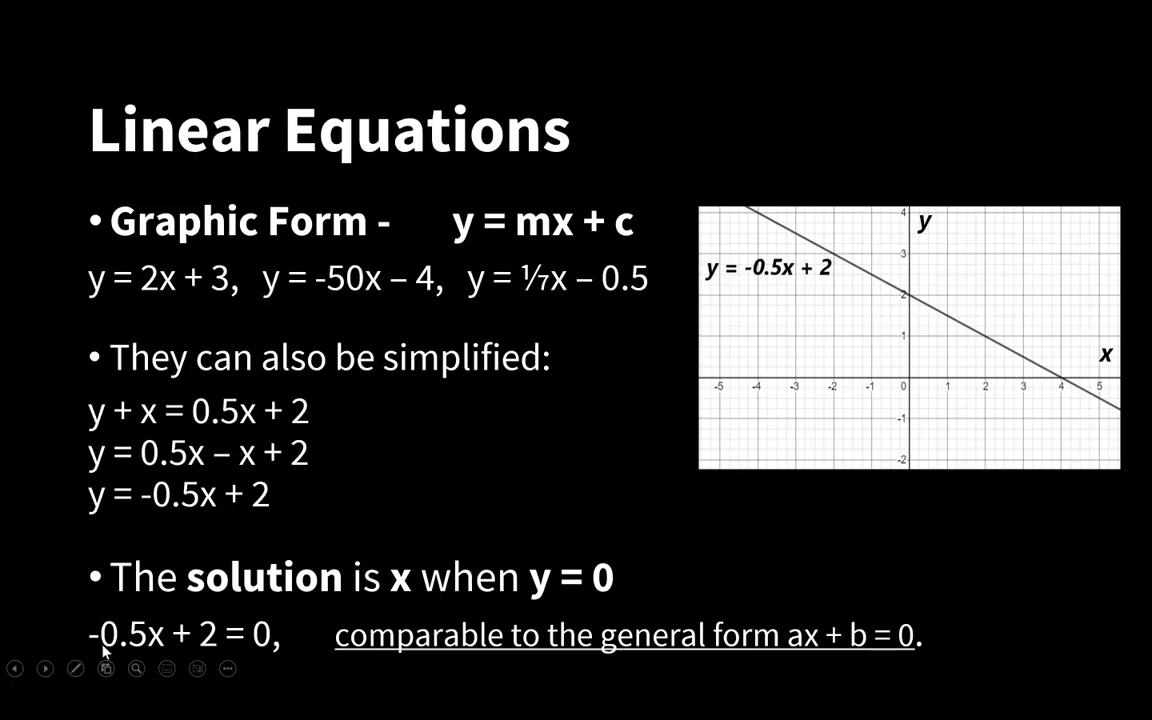 Linear Equations
• Graphic Form - y = mx + c
y = 2x + 3, y = -50x – 4, y = ⅐x – 0.5
• They can also be simplified:
y + x = 0.5x + 2
y = 0.5x – x + 2
y = -0.5x + 2
• The solution is x when y = 0
-0.5x + 2 = 0, comparable to the general form ax + b = 0.
y
y = -0.5x + 2
x
4
3
2
1
-5 -4 -3 -2 -1 0 1 2 3 4 5
-1
-2